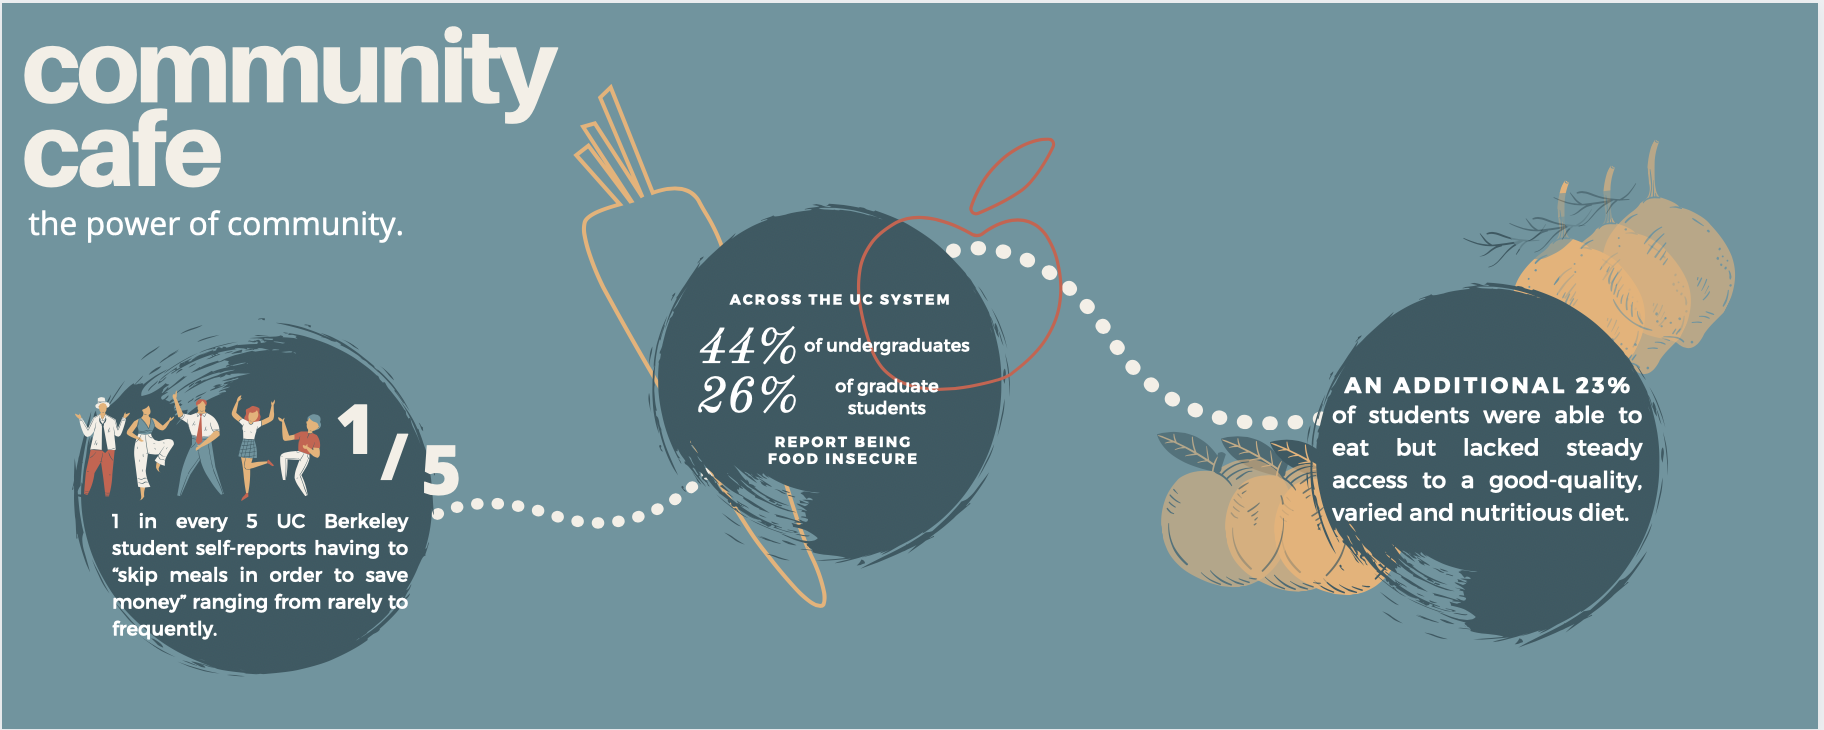 community
cafe
the power of community.
1/5
1 in every 5 UC Berkeley
student self-reports having to
“skip meals in order to save
money” ranging from rarely to
frequently.
ACROSS THE UC SYSTEM
44% of undergraduates
26% of graduate
students
REPORT BEING
FOOD INSECURE
AN ADDITIONAL 23%
of students were able to
eat but lacked steady
access to a good-quality,
varied and nutritious diet.